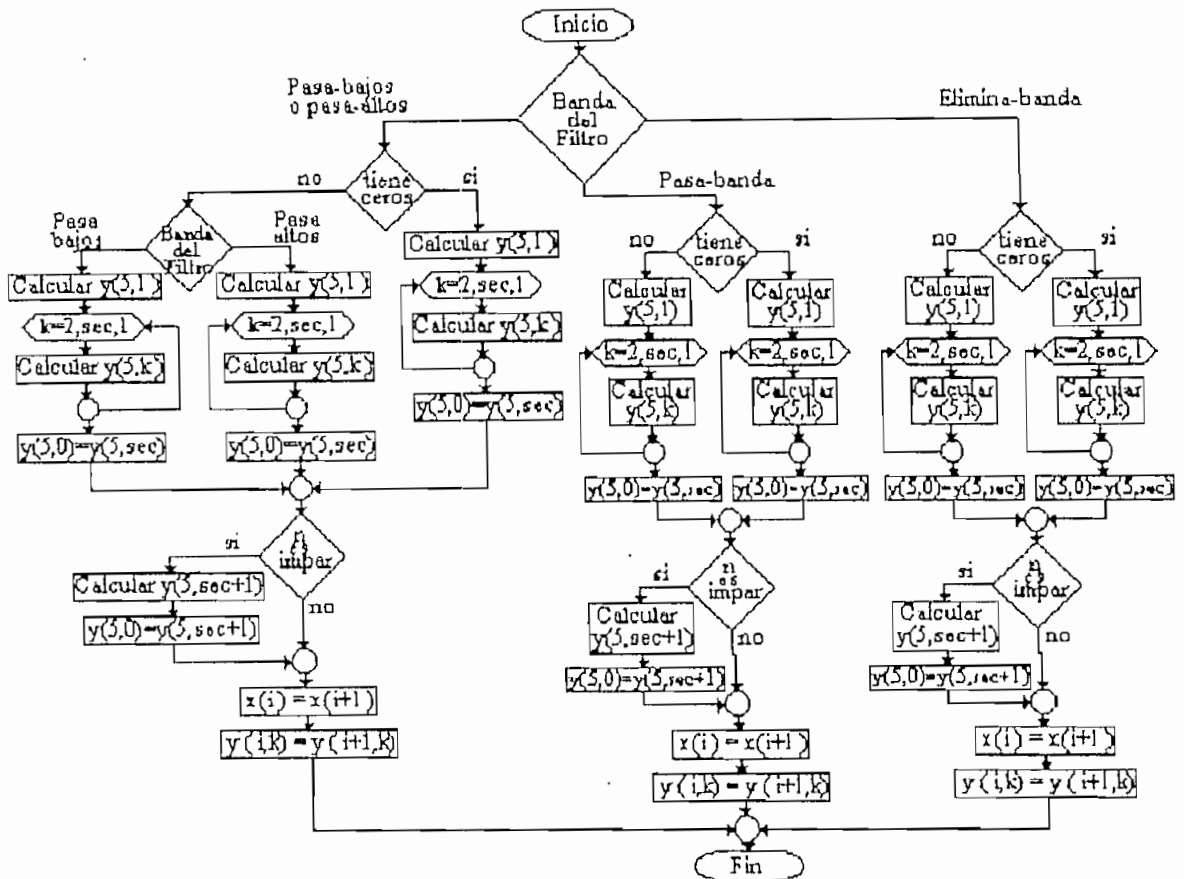 Inicio
Banda
del
Filtro
Pasa-bajos
o pasa-altos
Elimina-banda
Pasa-banda
tiene
ceros
no
si
Banda
del
Filtro
Pasa
bajos
Pasa
altos
Calcular y(5,1)
k=2,sec,1
Calcular y(5,k)
y(5,0)=y(5,sec)
Calcular y(5,1)
k=2,sec,1
Calcular y(5,k)
y(5,0)=y(5,sec)
Calcular y(5,1)
k=2,sec,1
Calcular y(5,k)
y(5,0)=y(5,sec)
n
es
impar
si
no
Calcular y(5,sec+1)
y(5,0)=y(5,sec+1)
x(i)=x(i+1)
y(i,k)=y(i+1,k)
tiene
ceros
no
si
Calcular
y(5,1)
k=2,sec,1
Calcular
y(5,k)
y(5,0)=y(5,sec)
Calcular
y(5,1)
k=2,sec,1
Calcular
y(5,k)
y(5,0)=y(5,sec)
n
es
impar
si
no
Calcular
y(5,sec+1)
y(5,0)=y(5,sec+1)
x(i)=x(i+1)
y(i,k)=y(i+1,k)
tiene
ceros
no
si
Calcular
y(5,1)
k=2,sec,1
Calcular
y(5,k)
y(5,0)=y(5,sec)
Calcular
y(5,1)
k=2,sec,1
Calcular
y(5,k)
y(5,0)=y(5,sec)
n
es
impar
si
no
Calcular
y(5,sec+1)
y(5,0)=y(5,sec+1)
x(i)=x(i+1)
y(i,k)=y(i+1,k)
Fin